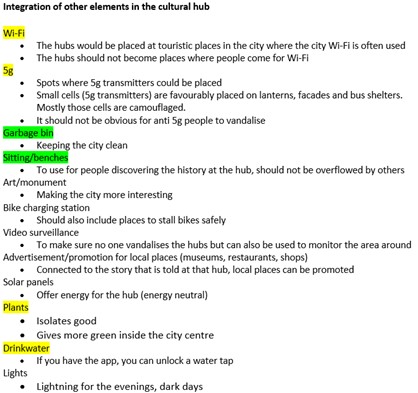 Integration of other elements in the cultural hub
Wi-Fi
• The hubs would be placed at touristic places in the city where the city Wi-Fi is often used
• The hubs should not become places where people come for Wi-Fi
5g
• Spots where 5g transmitters could be placed
• Small cells (5g transmitters) are favourably placed on lanterns, facades and bus shelters.
Mostly those cells are camouflaged.
• It should not be obvious for anti 5g people to vandalise
Garbage bin
• Keeping the city clean
Sitting/benches
• To use for people discovering the history at the hub, should not be overflowed by others
Art/monument
• Making the city more interesting
Bike charging station
• Should also include places to stall bikes safely
Video surveillance
• To make sure no one vandalises the hubs but can also be used to monitor the area around
Advertisement/promotion for local places (museums, restaurants, shops)
• Connected to the story that is told at that hub, local places can be promoted
Solar panels
• Offer energy for the hub (energy neutral)
Plants
• Isolates good
• Gives more green inside the city centre
Drinkwater
• If you have the app, you can unlock a water tap
Lights
• Lightning for the evenings, dark days